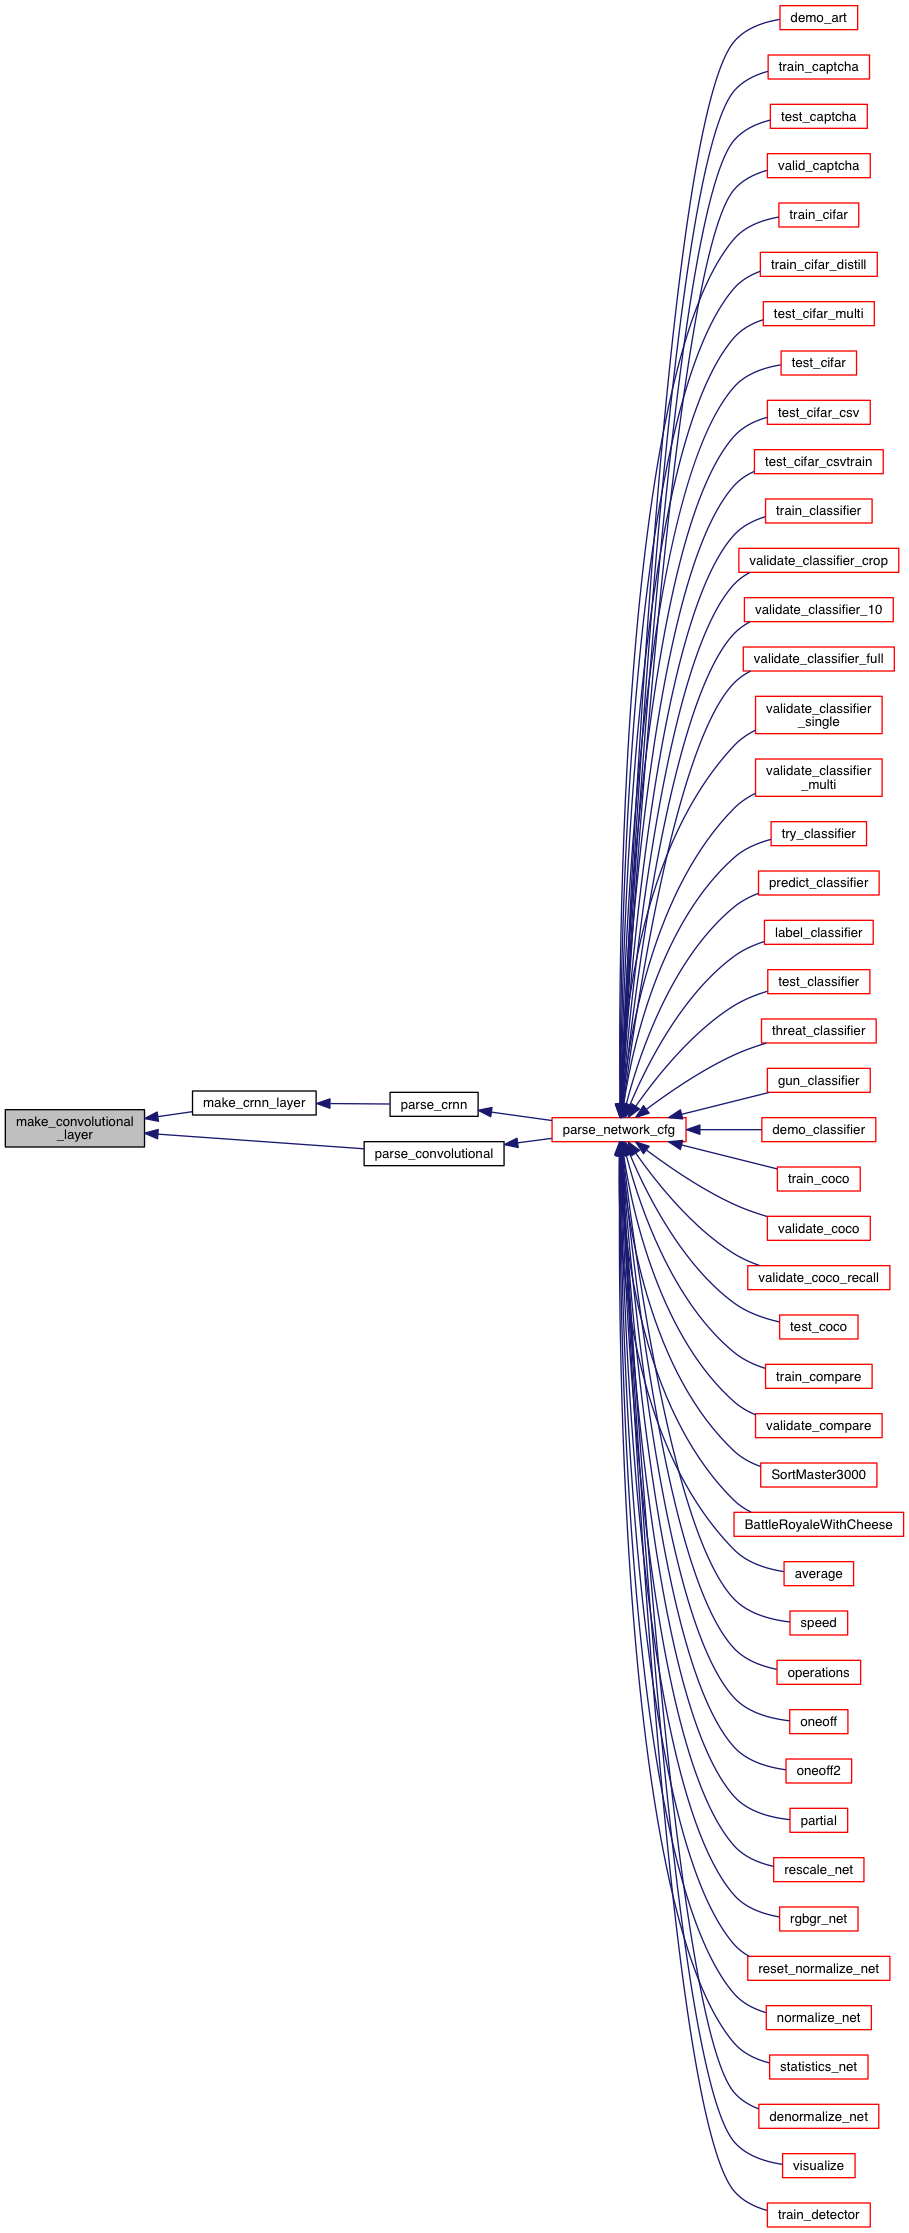 demo_art
train_captcha
test_captcha
valid_captcha
train_cifar
train_cifar_distill
test_cifar_multi
test_cifar
test_cifar_csv
test_cifar_csvtrain
train_classifier
validate_classifier_crop
validate_classifier_10
validate_classifier_full
validate_classifier
_single
validate_classifier
_multi
try_classifier
predict_classifier
label_classifier
test_classifier
threat_classifier
gun_classifier
make_convolutional
_layer
make_crnn_layer
parse_crnn
parse_convolutional
parse_network_cfg
demo_classifier
train_coco
validate_coco
validate_coco_recall
test_coco
train_compare
validate_compare
SortMaster3000
BattleRoyaleWithCheese
average
speed
operations
oneoff
oneoff2
partial
rescale_net
rgbgr_net
reset_normalize_net
normalize_net
statistics_net
denormalize_net
visualize
train_detector